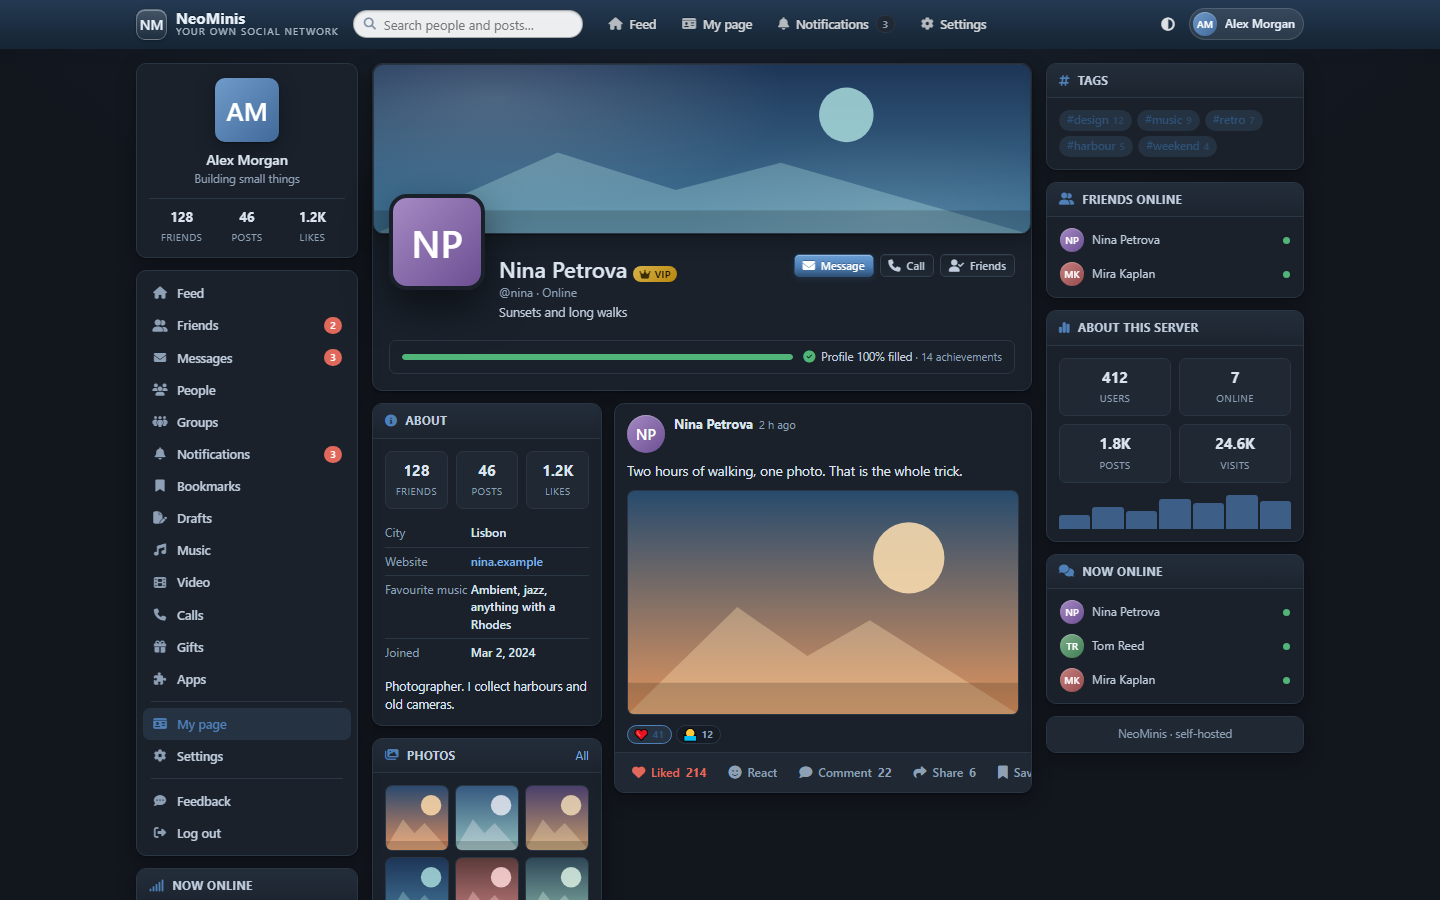 NM NeoMinis
YOUR OWN SOCIAL NETWORK
Search people and posts...
Feed
My page
Notifications 3
Settings
AM Alex Morgan
AM
Alex Morgan
Building small things
128 46 1.2K
FRIENDS POSTS LIKES
Feed
Friends 2
Messages 3
People
Groups
Notifications 3
Bookmarks
Drafts
Music
Video
Calls
Gifts
Apps
My page
Settings
Feedback
Log out
NOW ONLINE
NP
Nina Petrova VIP
@nina · Online
Sunsets and long walks
Message
Call
Friends
Profile 100% filled · 14 achievements
ABOUT
128 46 1.2K
FRIENDS POSTS LIKES
City Lisbon
Website nina.example
Favourite music Ambient, jazz,
anything with a
Rhodes
Joined Mar 2, 2024
Photographer. I collect harbours and
old cameras.
PHOTOS All
NP Nina Petrova 2 h ago
Two hours of walking, one photo. That is the whole trick.
41 12
Liked 214 React Comment 22 Share 6 Sav
# TAGS
#design 12 #music 9 #retro 7
#harbour 5 #weekend 4
FRIENDS ONLINE
NP Nina Petrova
MK Mira Kaplan
ABOUT THIS SERVER
412 7
USERS ONLINE
1.8K 24.6K
POSTS VISITS
NOW ONLINE
NP Nina Petrova
TR Tom Reed
MK Mira Kaplan
NeoMinis · self-hosted